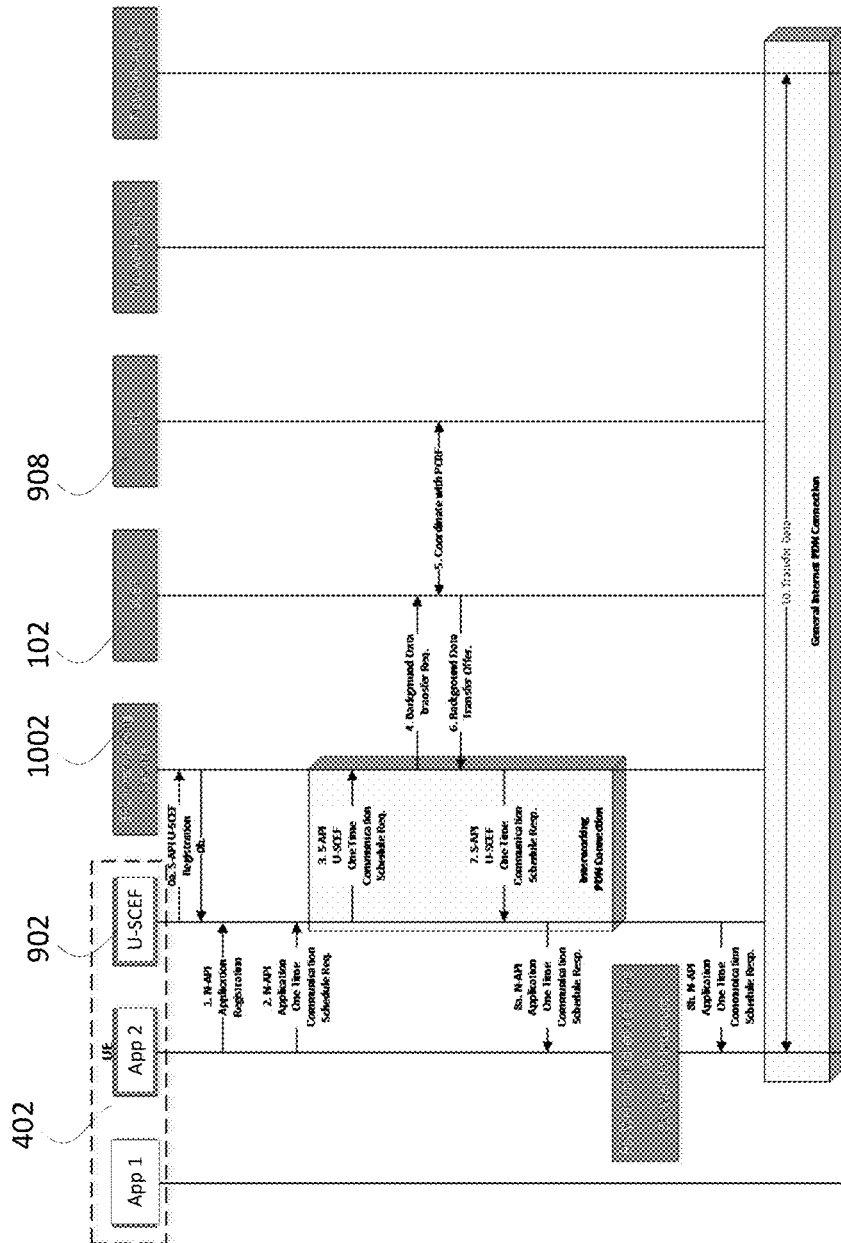 402
902
1002
102
908
UE
App 1
App 2
U-SCEF
0a. S-API U-SCEF
Registration
0b.
1. N-API
Application
Registration
2. N-API
Application
One Time
Communication
Schedule Req.
3. S-API
U-SCEF
One Time
Communication
Schedule Req.
4. Background Data
Transfer Req.
5. Coordinate with PCRF
6. Background Data
Transfer Offer.
7. S-API
U-SCEF
One Time
Communication
Schedule Resp.
Interworking
PDN Connection
8a. N-API
Application
One Time
Communication
Schedule Resp.
8b. N-API
Application
One Time
Communication
Schedule Resp.
10. Transfer Data
General Internet PDN Connection